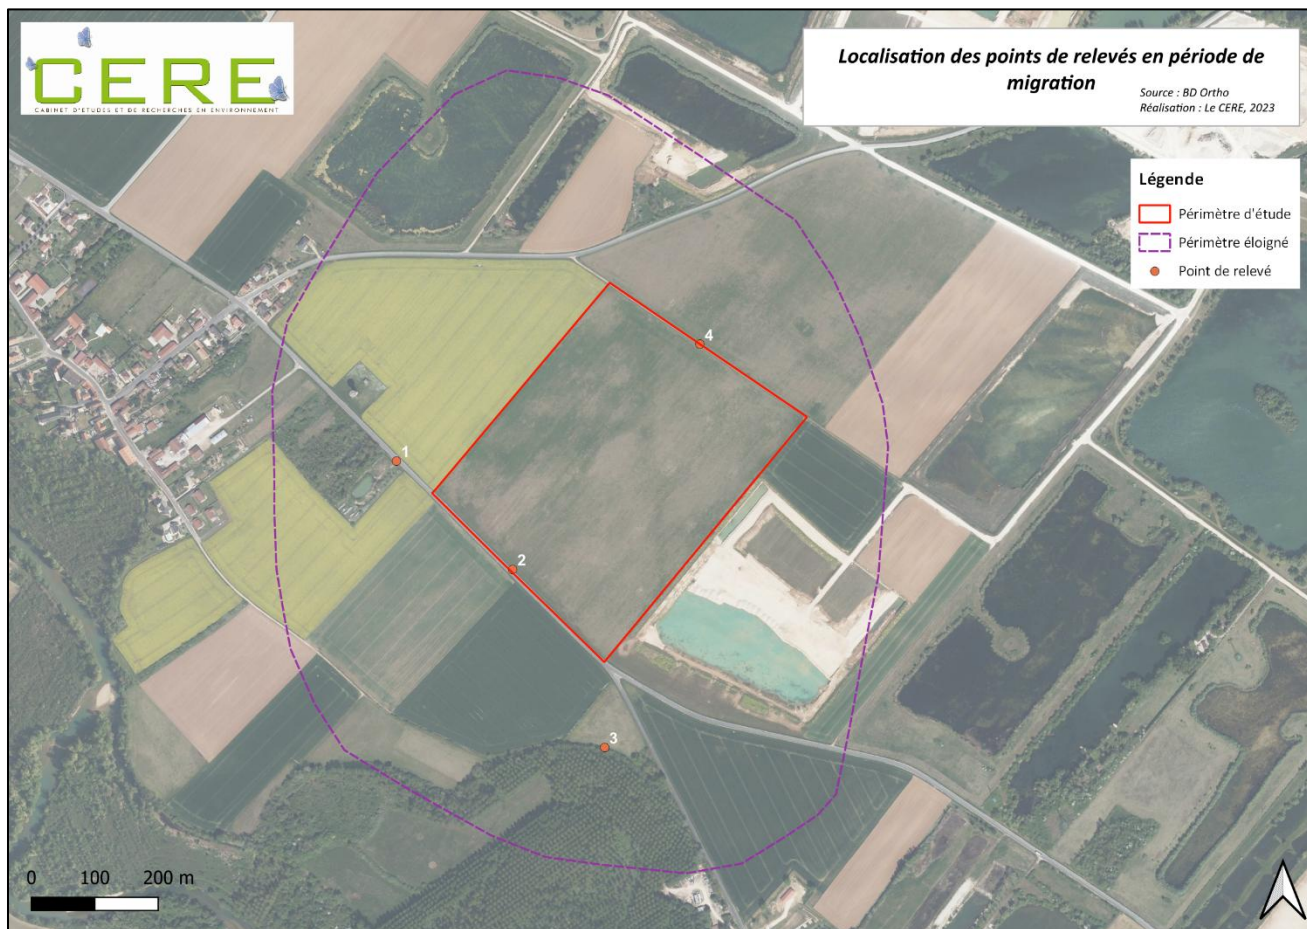 CERE
CABINET D'ETUDES ET DE RECHERCHES EN ENVIRONNEMENT
Localisation des points de relevés en période de
migration
Source : BD Ortho
Réalisation : Le CERE, 2023
Légende
Périmètre d'étude
Périmètre éloigné
Point de relevé
4
1
2
3
0 100 200 m